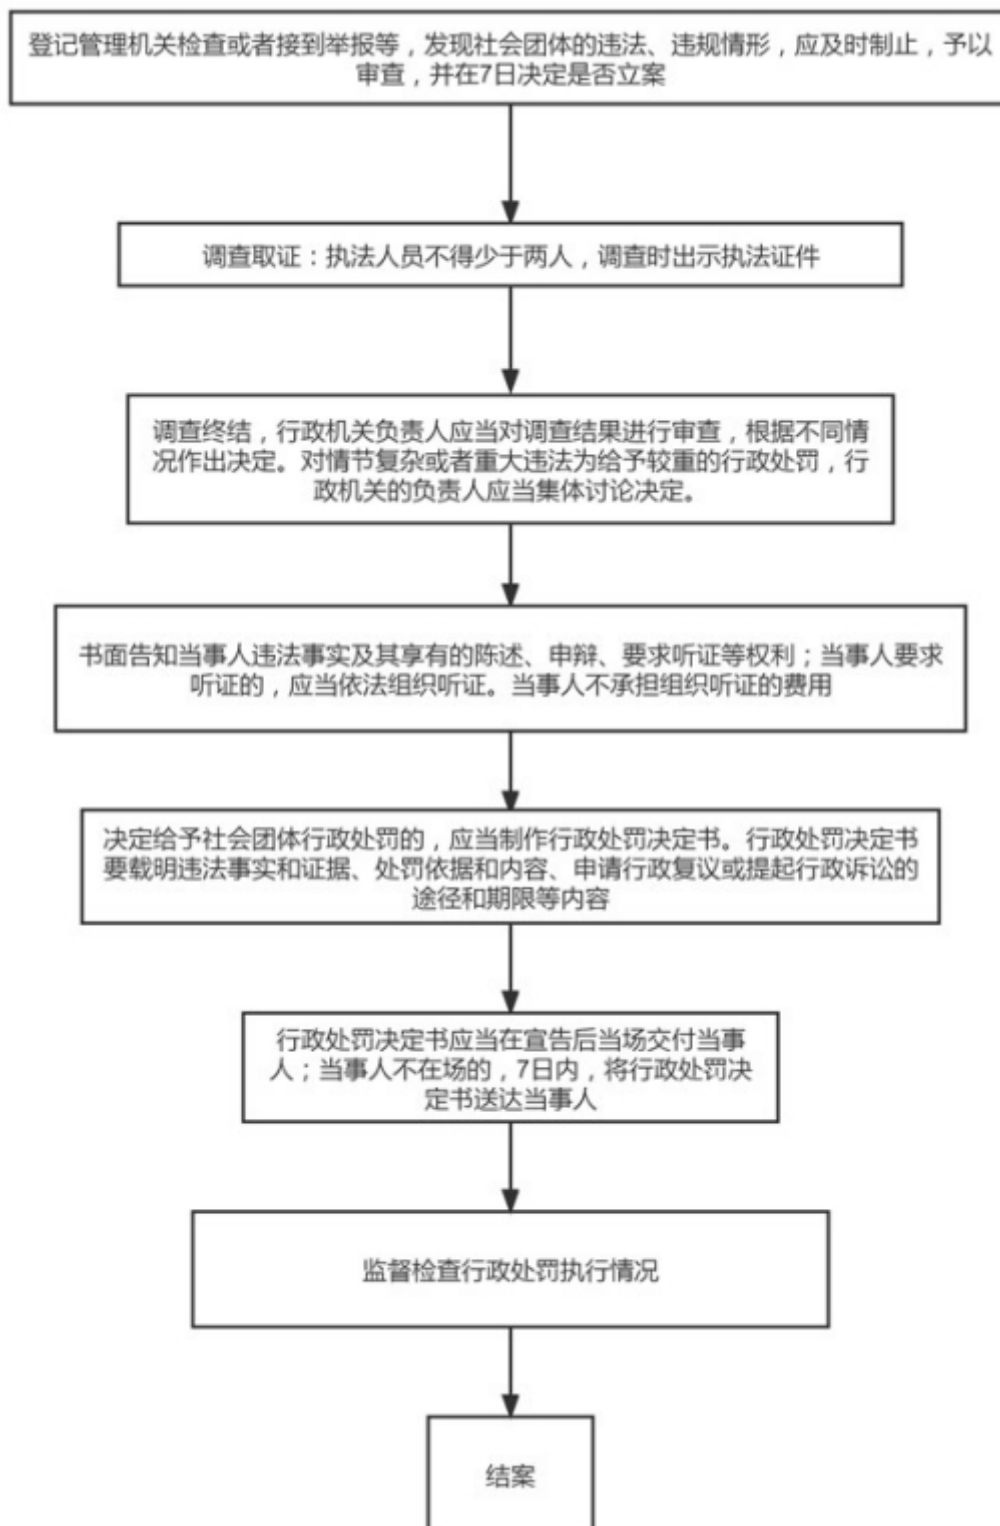 登记管理机关检查或者接到举报等，发现社会团体的违法、违规情形，应及时制止，予以
审查，并在7日决定是否立案
调查取证：执法人员不得少于两人，调查时出示执法证件
调查终结，行政机关负责人应当对调查结果进行审查，根据不同情
况作出决定。对情节复杂或者重大违法为给予较重的行政处罚，行
政机关的负责人应当集体讨论决定。
书面告知当事人违法事实及其享有的陈述、申辩、要求听证等权利；当事人要求
听证的，应当依法组织听证。当事人不承担组织听证的费用
决定给予社会团体行政处罚的，应当制作行政处罚决定书。行政处罚决定书
要载明违法事实和证据、处罚依据和内容、申请行政复议或提起行政诉讼的
途径和期限等内容
行政处罚决定书应当在宣告后当场交付当事
人；当事人不在场的，7日内，将行政处罚决
定书送达当事人
监督检查行政处罚执行情况
结案